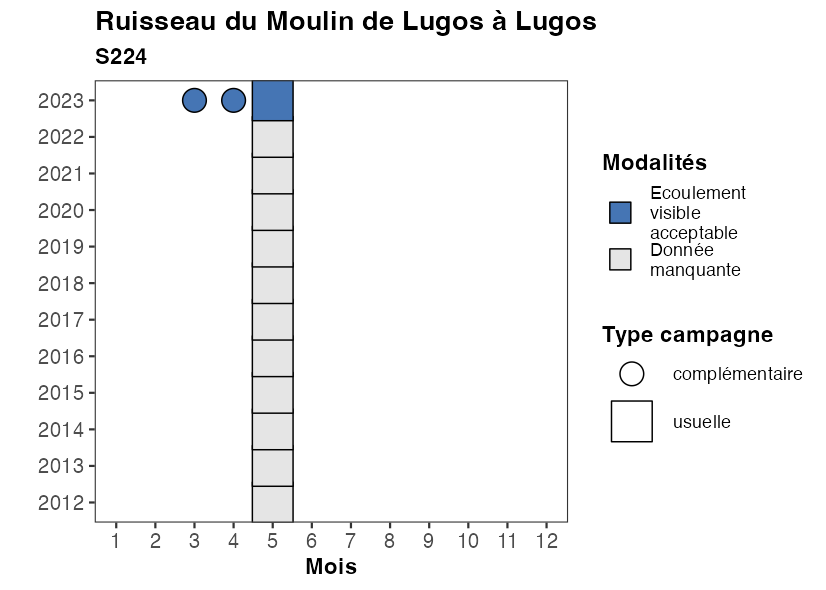 Ruisseau du Moulin de Lugos à Lugos
S224
2023
2022
2021
2020
2019
2018
2017
2016
2015
2014
2013
2012
1 2 3 4 5 6 7 8 9 10 11 12
Mois
Modalités
Ecoulement
visible
acceptable
Donnée
manquante
Type campagne
complémentaire
usuelle